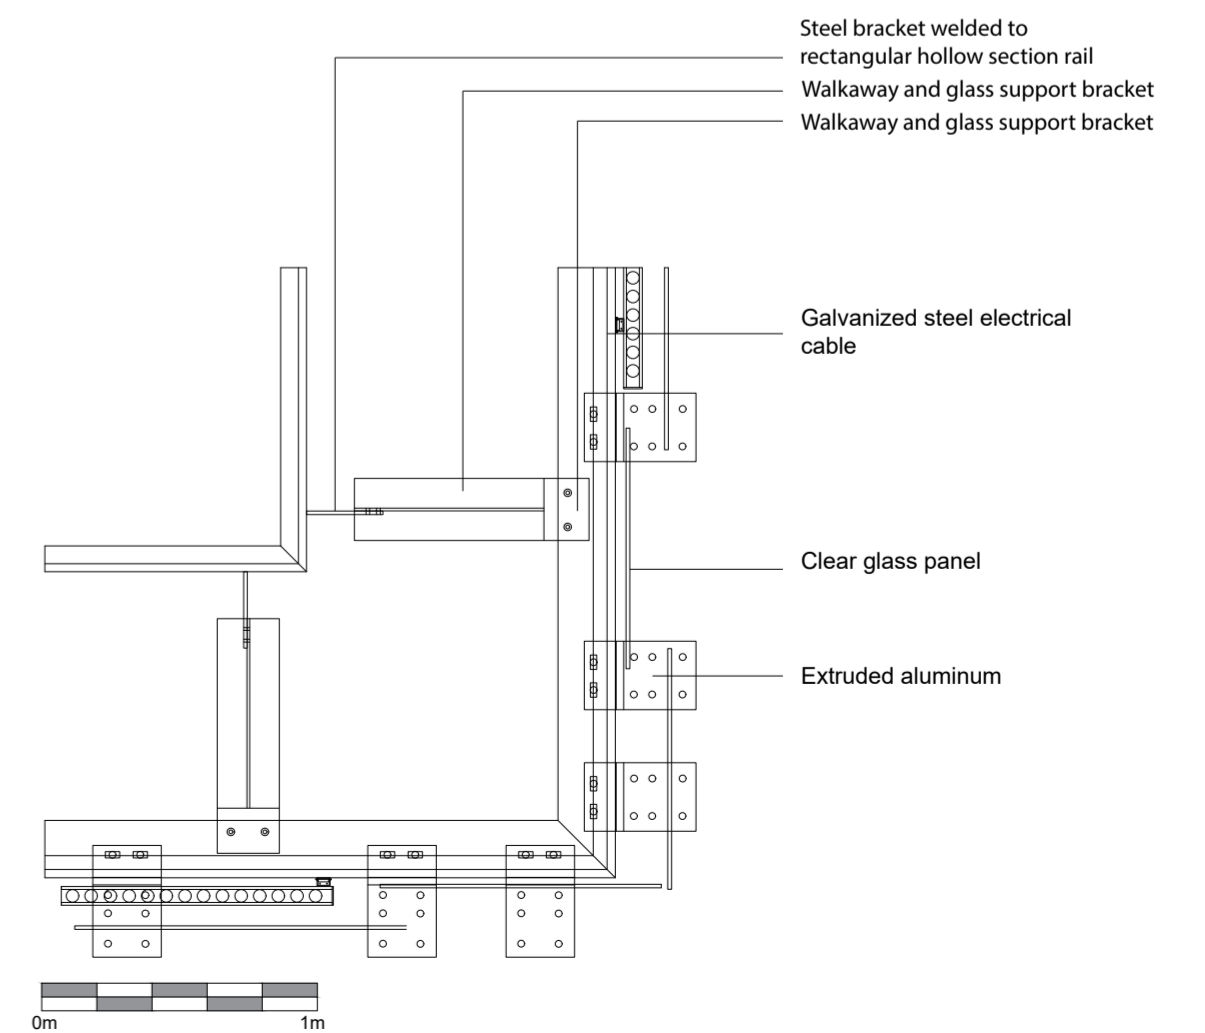 Steel bracket welded to
rectangular hollow section rail
Walkaway and glass support bracket
Walkaway and glass support bracket
Galvanized steel electrical
cable
Clear glass panel
Extruded aluminum
0m 1m